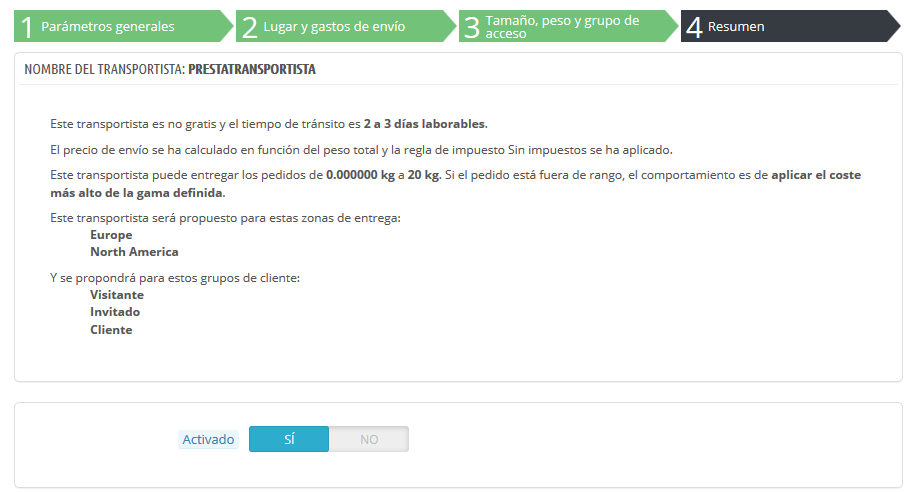 1 Parámetros generales
2 Lugar y gastos de envío
3 Tamaño, peso y grupo de
acceso
4 Resumen
NOMBRE DEL TRANSPORTISTA: PRESTATRANSPORTISTA
Este transportista es no gratis y el tiempo de tránsito es 2 a 3 días laborables.
El precio de envío se ha calculado en función del peso total y la regla de impuesto Sin impuestos se ha aplicado.
Este transportista puede entregar los pedidos de 0.000000 kg a 20 kg. Si el pedido está fuera de rango, el comportamiento es de aplicar el coste
más alto de la gama definida.
Este transportista será propuesto para estas zonas de entrega:
Europe
North America
Y se propondrá para estos grupos de cliente:
Visitante
Invitado
Cliente
Activado SÍ NO